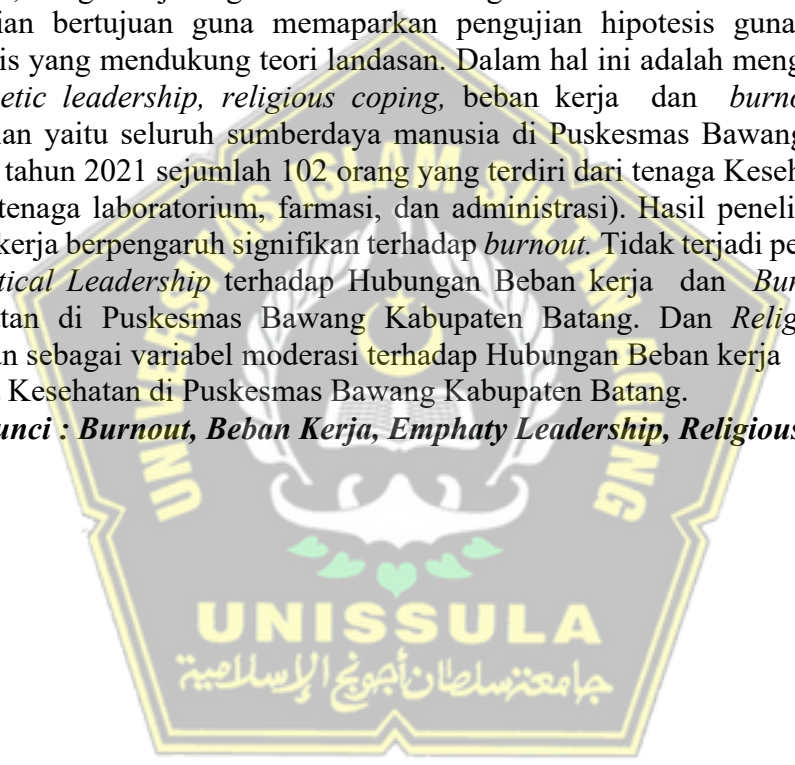 ian bertujuan guna memaparkan pengujian hipotesis guna
is yang mendukung teori landasan. Dalam hal ini adalah meng
etic leadership, religious coping, beban kerja dan burno
an yaitu seluruh sumberdaya manusia di Puskesmas Bawang
tahun 2021 sejumlah 102 orang yang terdiri dari tenaga Keseh
tenaga laboratorium, farmasi, dan administrasi). Hasil peneli
kerja berpengaruh signifikan terhadap burnout. Tidak terjadi pe
tical Leadership terhadap Hubungan Beban kerja dan Bur
tan di Puskesmas Bawang Kabupaten Batang. Dan Relig
n sebagai variabel moderasi terhadap Hubungan Beban kerja
Kesehatan di Puskesmas Bawang Kabupaten Batang.
unci : Burnout, Beban Kerja, Emphaty Leadership, Religious
UNIVERSITAS ISLAM SULTAN AGUNG
UNISSULA
جامعتسلطان أجونج الإسلامية